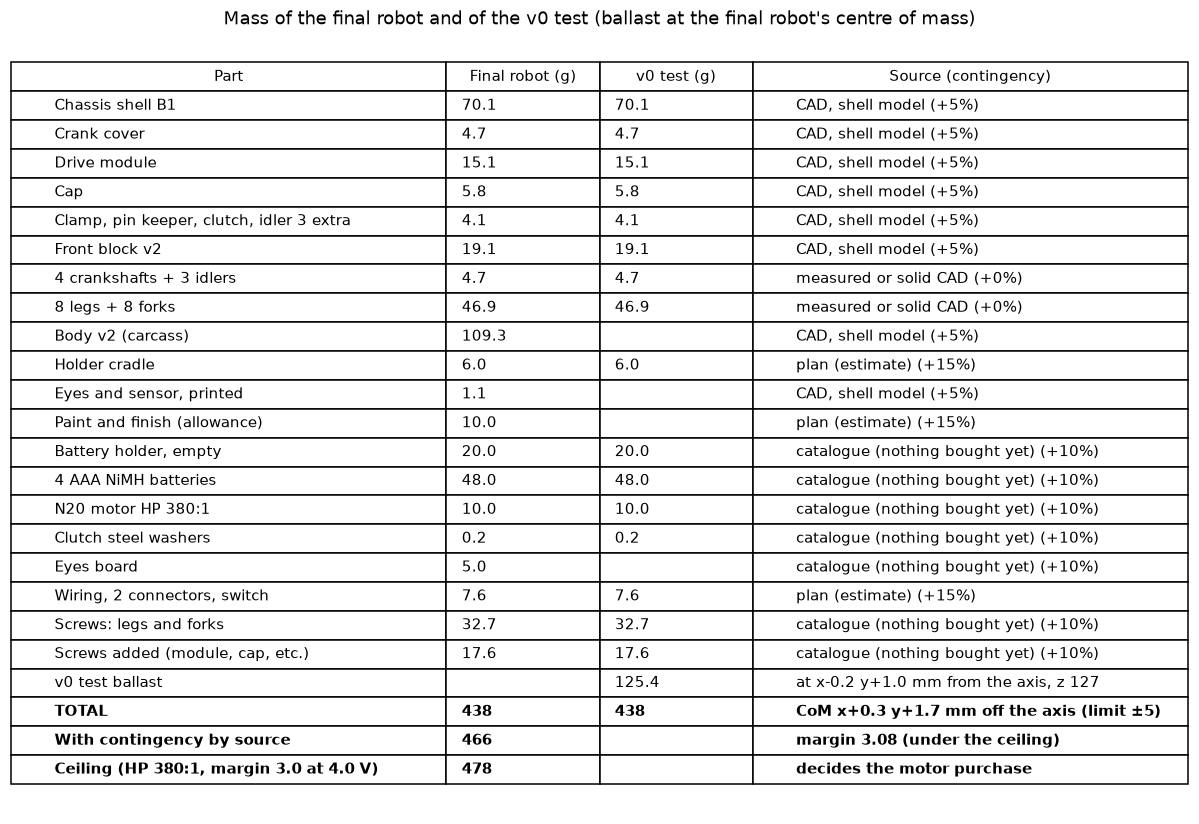 Mass of the final robot and of the v0 test (ballast at the final robot's centre of mass)
Part Final robot (g) v0 test (g) Source (contingency)
Chassis shell B1 70.1 70.1 CAD, shell model (+5%)
Crank cover 4.7 4.7 CAD, shell model (+5%)
Drive module 15.1 15.1 CAD, shell model (+5%)
Cap 5.8 5.8 CAD, shell model (+5%)
Clamp, pin keeper, clutch, idler 3 extra 4.1 4.1 CAD, shell model (+5%)
Front block v2 19.1 19.1 CAD, shell model (+5%)
4 crankshafts + 3 idlers 4.7 4.7 measured or solid CAD (+0%)
8 legs + 8 forks 46.9 46.9 measured or solid CAD (+0%)
Body v2 (carcass) 109.3 CAD, shell model (+5%)
Holder cradle 6.0 6.0 plan (estimate) (+15%)
Eyes and sensor, printed 1.1 CAD, shell model (+5%)
Paint and finish (allowance) 10.0 plan (estimate) (+15%)
Battery holder, empty 20.0 20.0 catalogue (nothing bought yet) (+10%)
4 AAA NiMH batteries 48.0 48.0 catalogue (nothing bought yet) (+10%)
N20 motor HP 380:1 10.0 10.0 catalogue (nothing bought yet) (+10%)
Clutch steel washers 0.2 0.2 catalogue (nothing bought yet) (+10%)
Eyes board 5.0 catalogue (nothing bought yet) (+10%)
Wiring, 2 connectors, switch 7.6 7.6 plan (estimate) (+15%)
Screws: legs and forks 32.7 32.7 catalogue (nothing bought yet) (+10%)
Screws added (module, cap, etc.) 17.6 17.6 catalogue (nothing bought yet) (+10%)
v0 test ballast 125.4 at x-0.2 y+1.0 mm from the axis, z 127
TOTAL 438 438 CoM x+0.3 y+1.7 mm off the axis (limit ±5)
With contingency by source 466 margin 3.08 (under the ceiling)
Ceiling (HP 380:1, margin 3.0 at 4.0 V) 478 decides the motor purchase